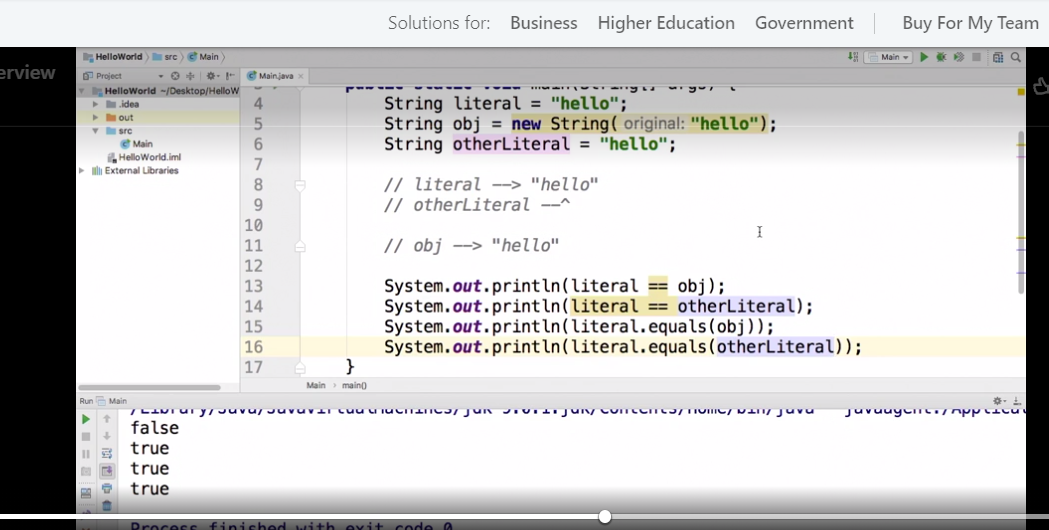 Solutions for: Business Higher Education Government Buy For My Team
erview
HelloWorld src Main
Main
Project
Main.java
HelloWorld ~/Desktop/HelloW
.idea
out
src
Main
HelloWorld.iml
External Libraries
public static void main(String[] args) {
4 String literal = "hello";
5 String obj = new String( original: "hello");
6 String otherLiteral = "hello";
7
8 // literal --> "hello"
9 // otherLiteral --^
10
11 // obj --> "hello"
12
13 System.out.println(literal == obj);
14 System.out.println(literal == otherLiteral);
15 System.out.println(literal.equals(obj));
16 System.out.println(literal.equals(otherLiteral));
17 }
Main › main()
Run Main
/Library/Java/JavaVirtualMachines/jdk-9.0.1.jdk/Contents/Home/bin/java "-javaagent:/Applicat
false
true
true
true
Process finished with exit code 0